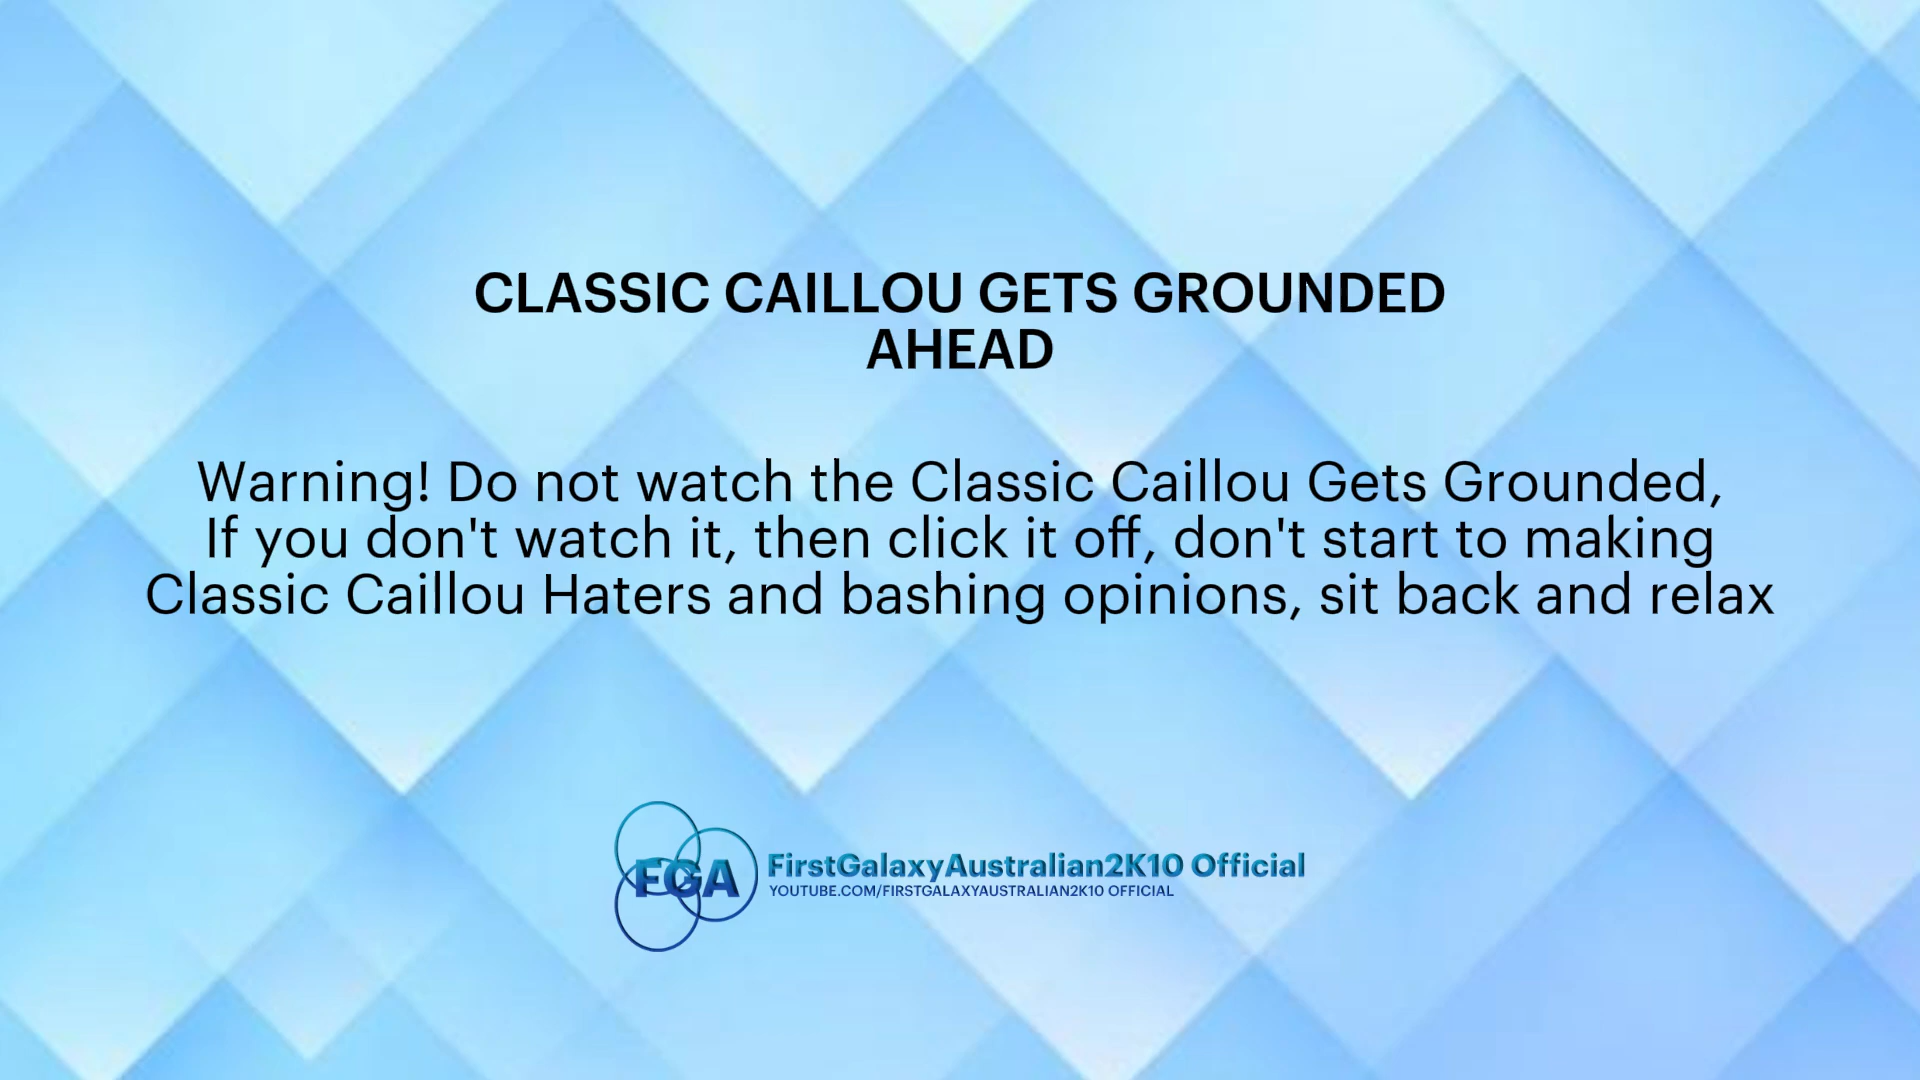 CLASSIC CAILLOU GETS GROUNDED
AHEAD
Warning! Do not watch the Classic Caillou Gets Grounded,
If you don't watch it, then click it off, don't start to making
Classic Caillou Haters and bashing opinions, sit back and relax
FGA
FirstGalaxyAustralian2K10 Official
YOUTUBE.COM/FIRSTGALAXYAUSTRALIAN2K10 OFFICIAL